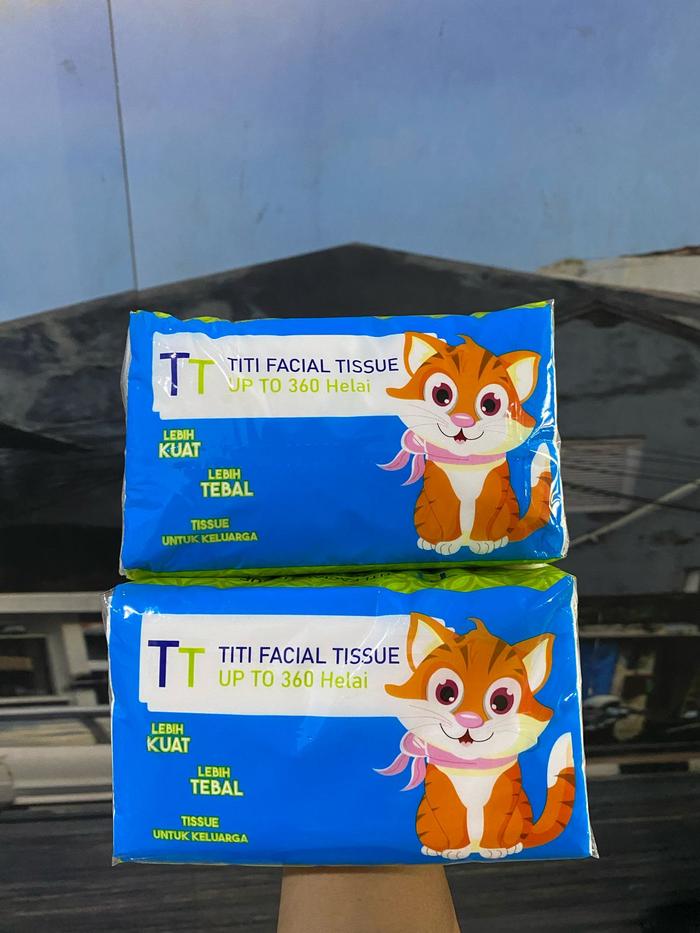 TT
TITI FACIAL TISSUE
UP TO 360 Helai
LEBIH
KUAT
LEBIH
TEBAL
TISSUE
UNTUK KELUARGA
TT
TITI FACIAL TISSUE
UP TO 360 Helai
LEBIH
KUAT
LEBIH
TEBAL
TISSUE
UNTUK KELUARGA